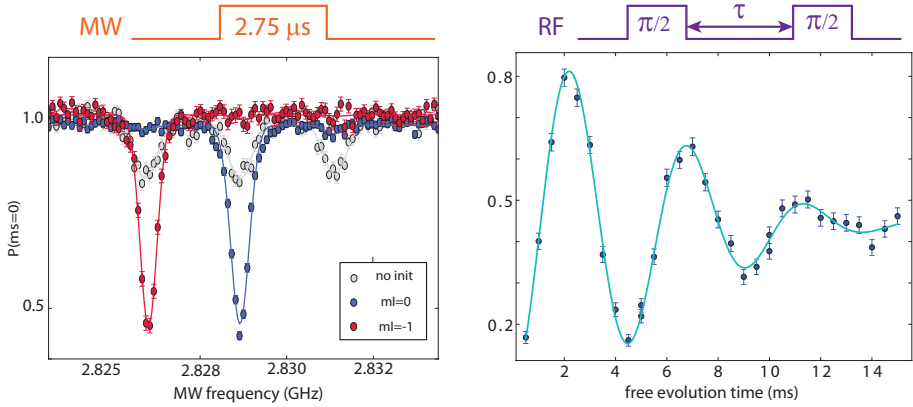 MW
2.75 μs
1.0
0.5
P(ms=0)
no init
mI=0
mI=-1
2.825
2.828
2.830
2.832
MW frequency (GHz)
RF
π/2
τ
π/2
0.8
0.5
0.2
2
4
6
8
10
12
14
free evolution time (ms)